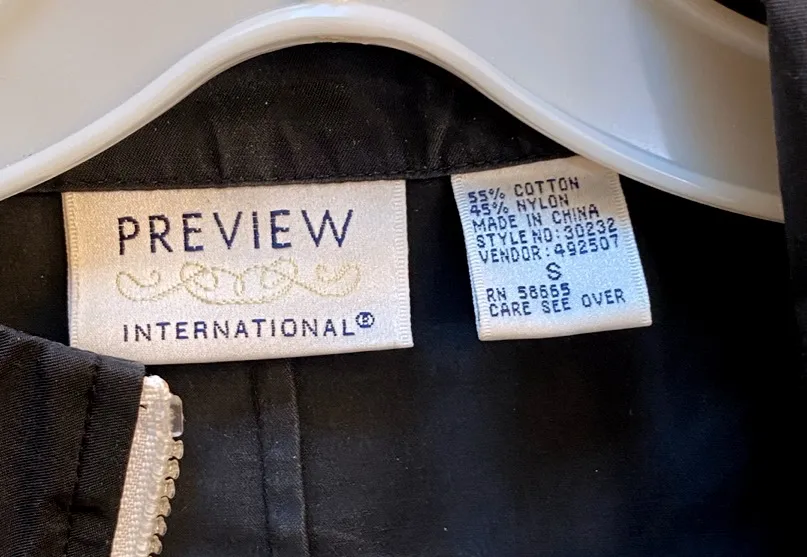 PREVIEW
INTERNATIONAL®
55% COTTON
45% NYLON
MADE IN CHINA
STYLE NO: 30232
VENDOR: 492507
S
RN 58665
CARE SEE OVER